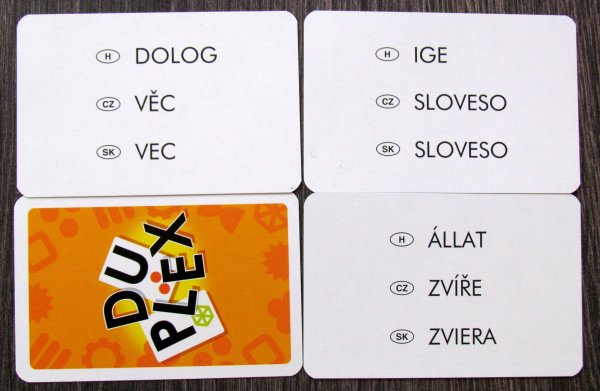 H DOLOG
CZ VĚC
SK VEC
H IGE
CZ SLOVESO
SK SLOVESO
DU
PLEX
H ÁLLAT
CZ ZVÍŘE
SK ZVIERA